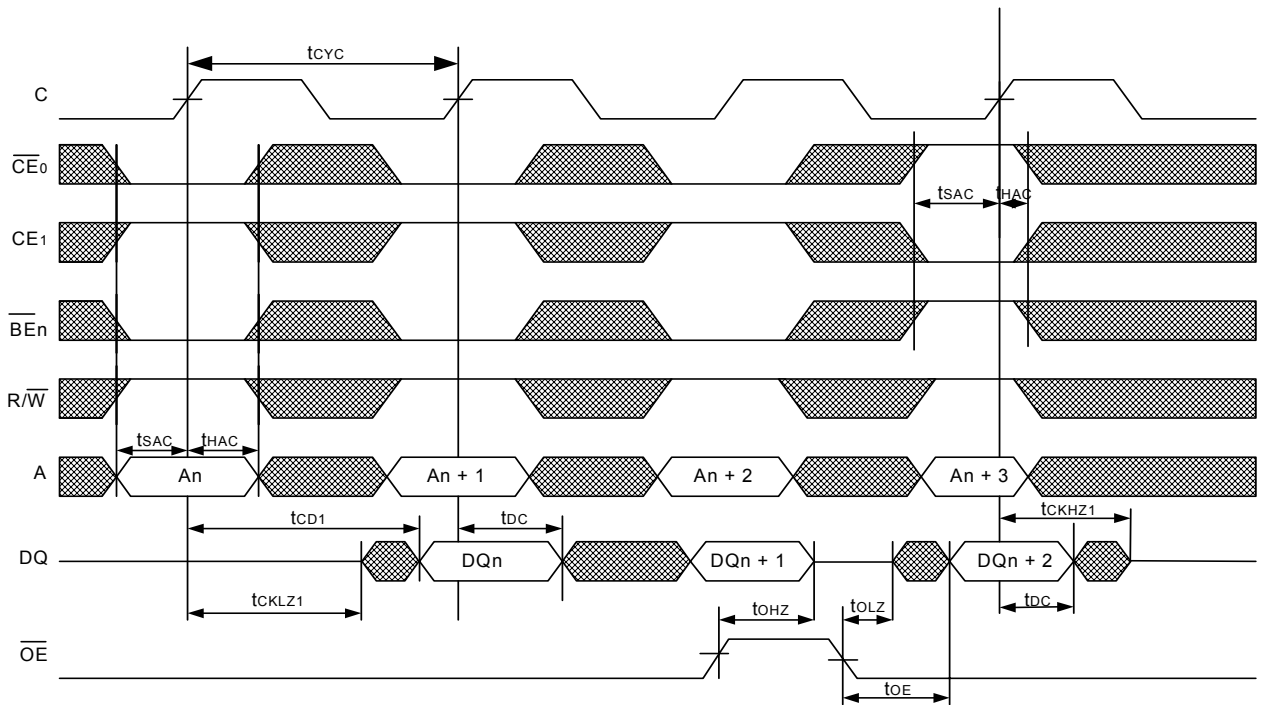 tCYC
C
CE0
tSAC tHAC
CE1
BEn
R/W
tSAC tHAC
A An An + 1 An + 2 An + 3
tCD1 tDC tCKHZ1
DQ DQn DQn + 1 DQn + 2
tCKLZ1 tOHZ tOLZ tDC
OE
tOE